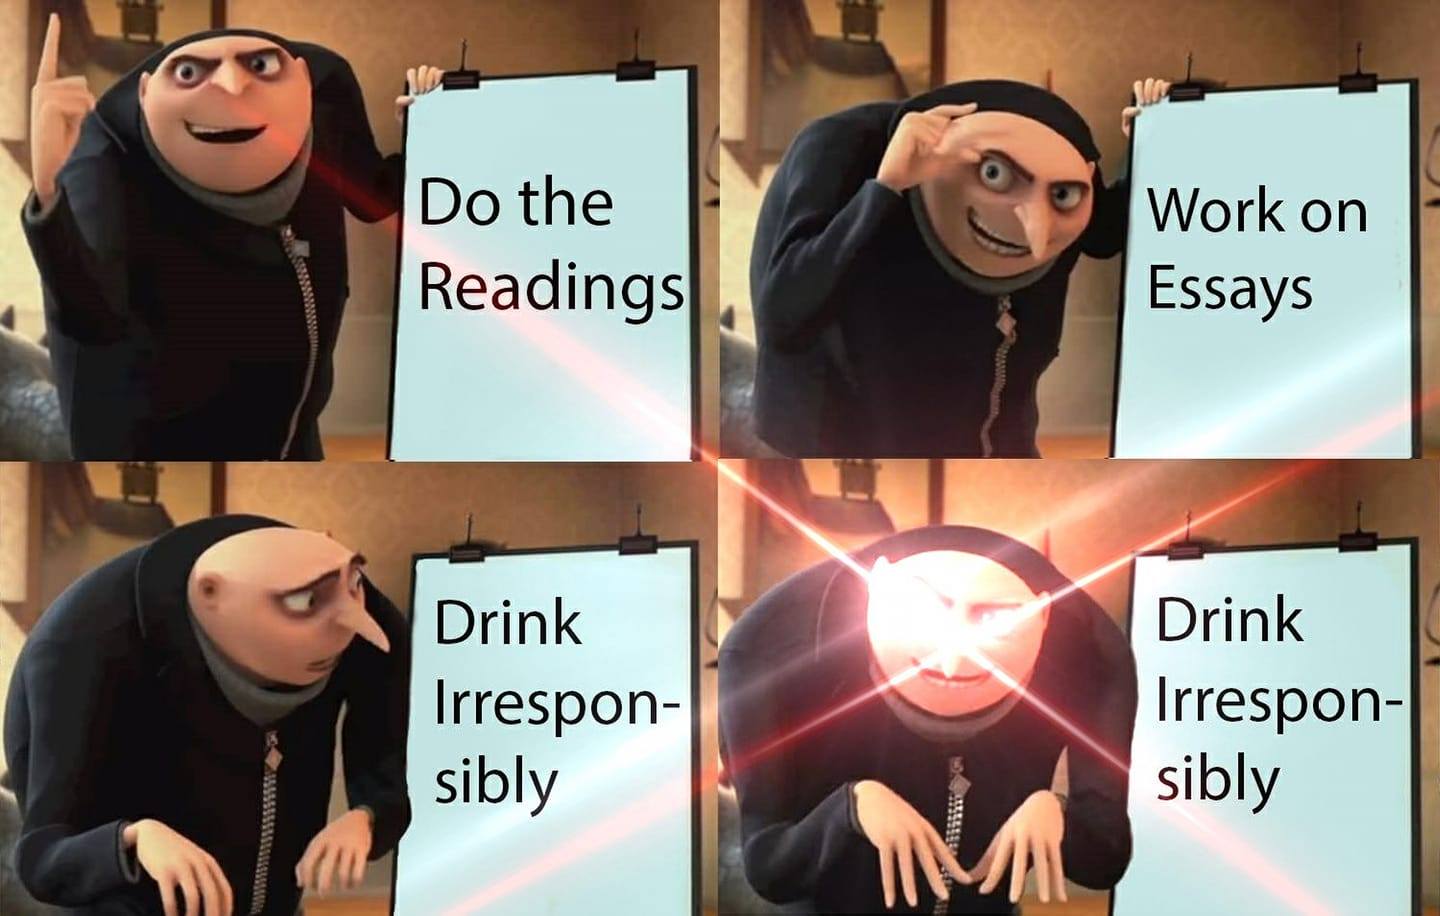 Do the
Readings
Work on
Essays
Drink
Irrespon-
sibly
Drink
Irrespon-
sibly